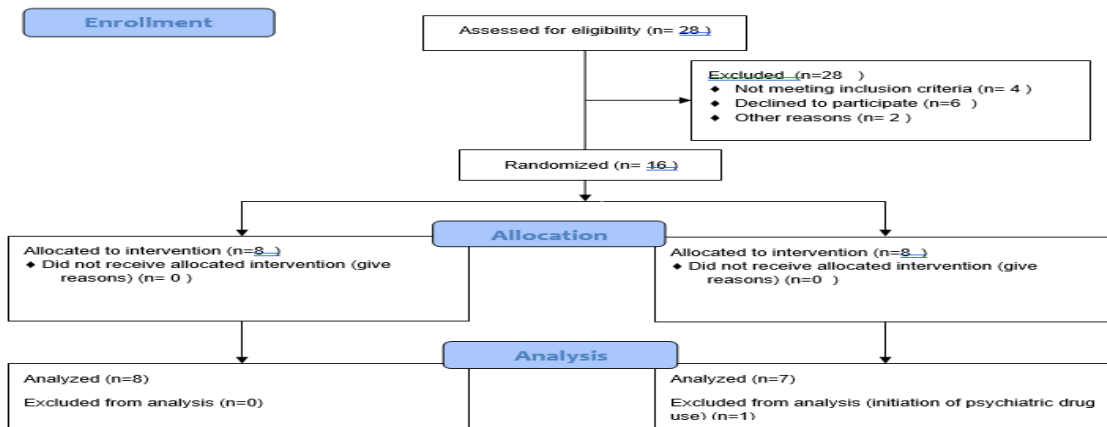 Enrollment
Assessed for eligibility (n= 28 )
Excluded (n=28 )
♦ Not meeting inclusion criteria (n= 4 )
♦ Declined to participate (n=6 )
♦ Other reasons (n= 2 )
Randomized (n= 16 )
Allocation
Allocated to intervention (n=8 )
♦ Did not receive allocated intervention (give
reasons) (n= 0 )
Allocated to intervention (n=8 )
♦ Did not receive allocated intervention (give
reasons) (n=0 )
Analysis
Analyzed (n=8)
Excluded from analysis (n=0)
Analyzed (n=7)
Excluded from analysis (initiation of psychiatric drug
use) (n=1)